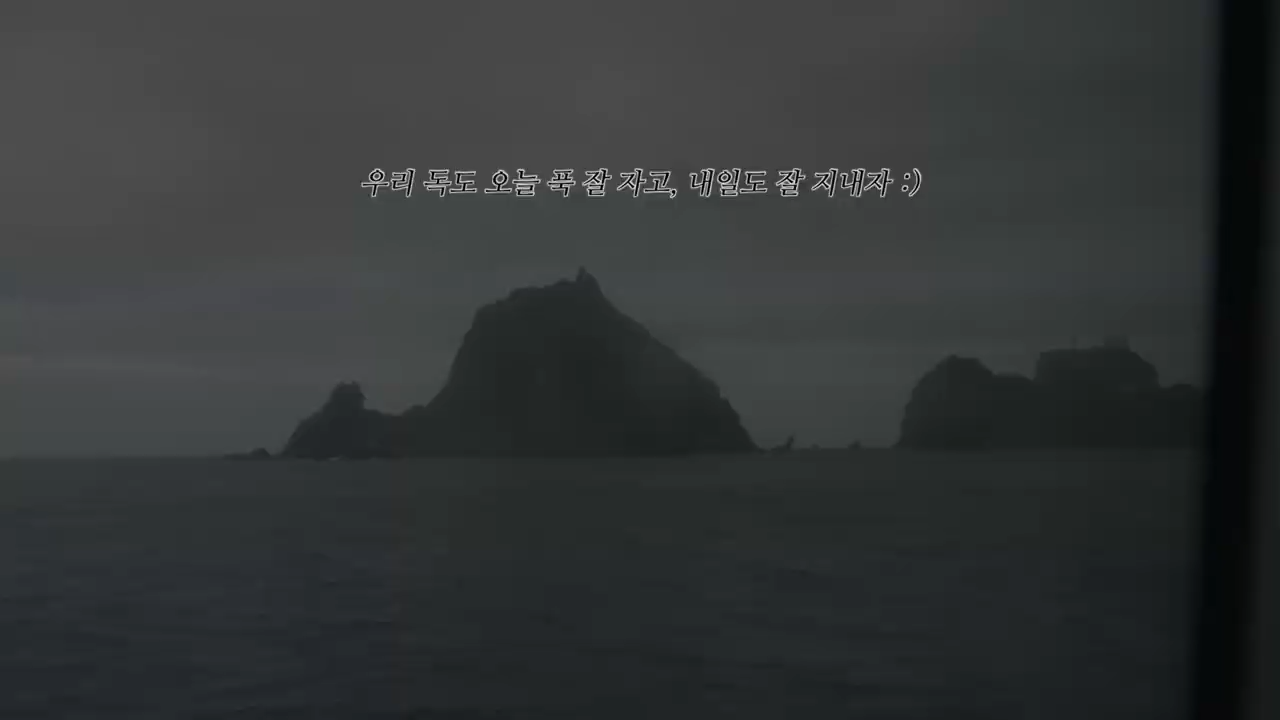 우리 독도 오늘 푹 잘 자고, 내일도 잘 지내자 :)